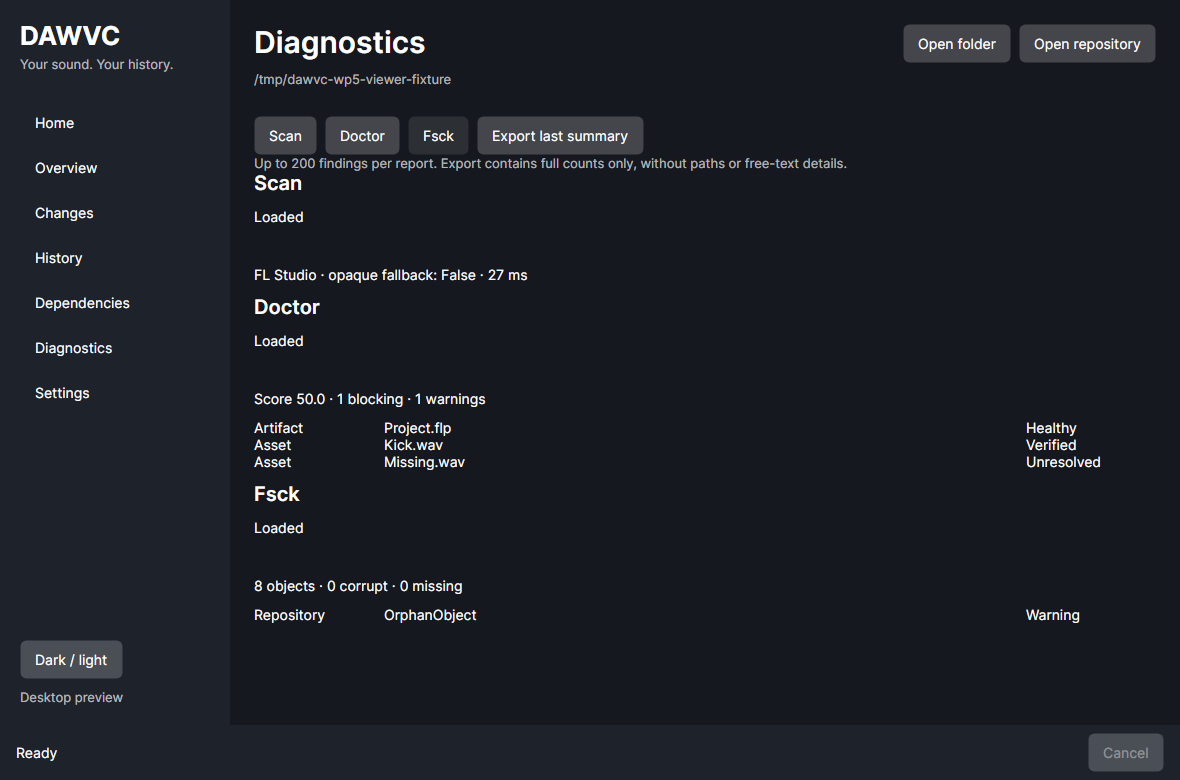 DAWVC
Your sound. Your history.
Home
Overview
Changes
History
Dependencies
Diagnostics
Settings
Dark / light
Desktop preview
Diagnostics
/tmp/dawvc-wp5-viewer-fixture
Open folder
Open repository
Scan
Doctor
Fsck
Export last summary
Up to 200 findings per report. Export contains full counts only, without paths or free-text details.
Scan
Loaded
FL Studio · opaque fallback: False · 27 ms
Doctor
Loaded
Score 50.0 · 1 blocking · 1 warnings
Artifact Project.flp Healthy
Asset Kick.wav Verified
Asset Missing.wav Unresolved
Fsck
Loaded
8 objects · 0 corrupt · 0 missing
Repository OrphanObject Warning
Ready
Cancel